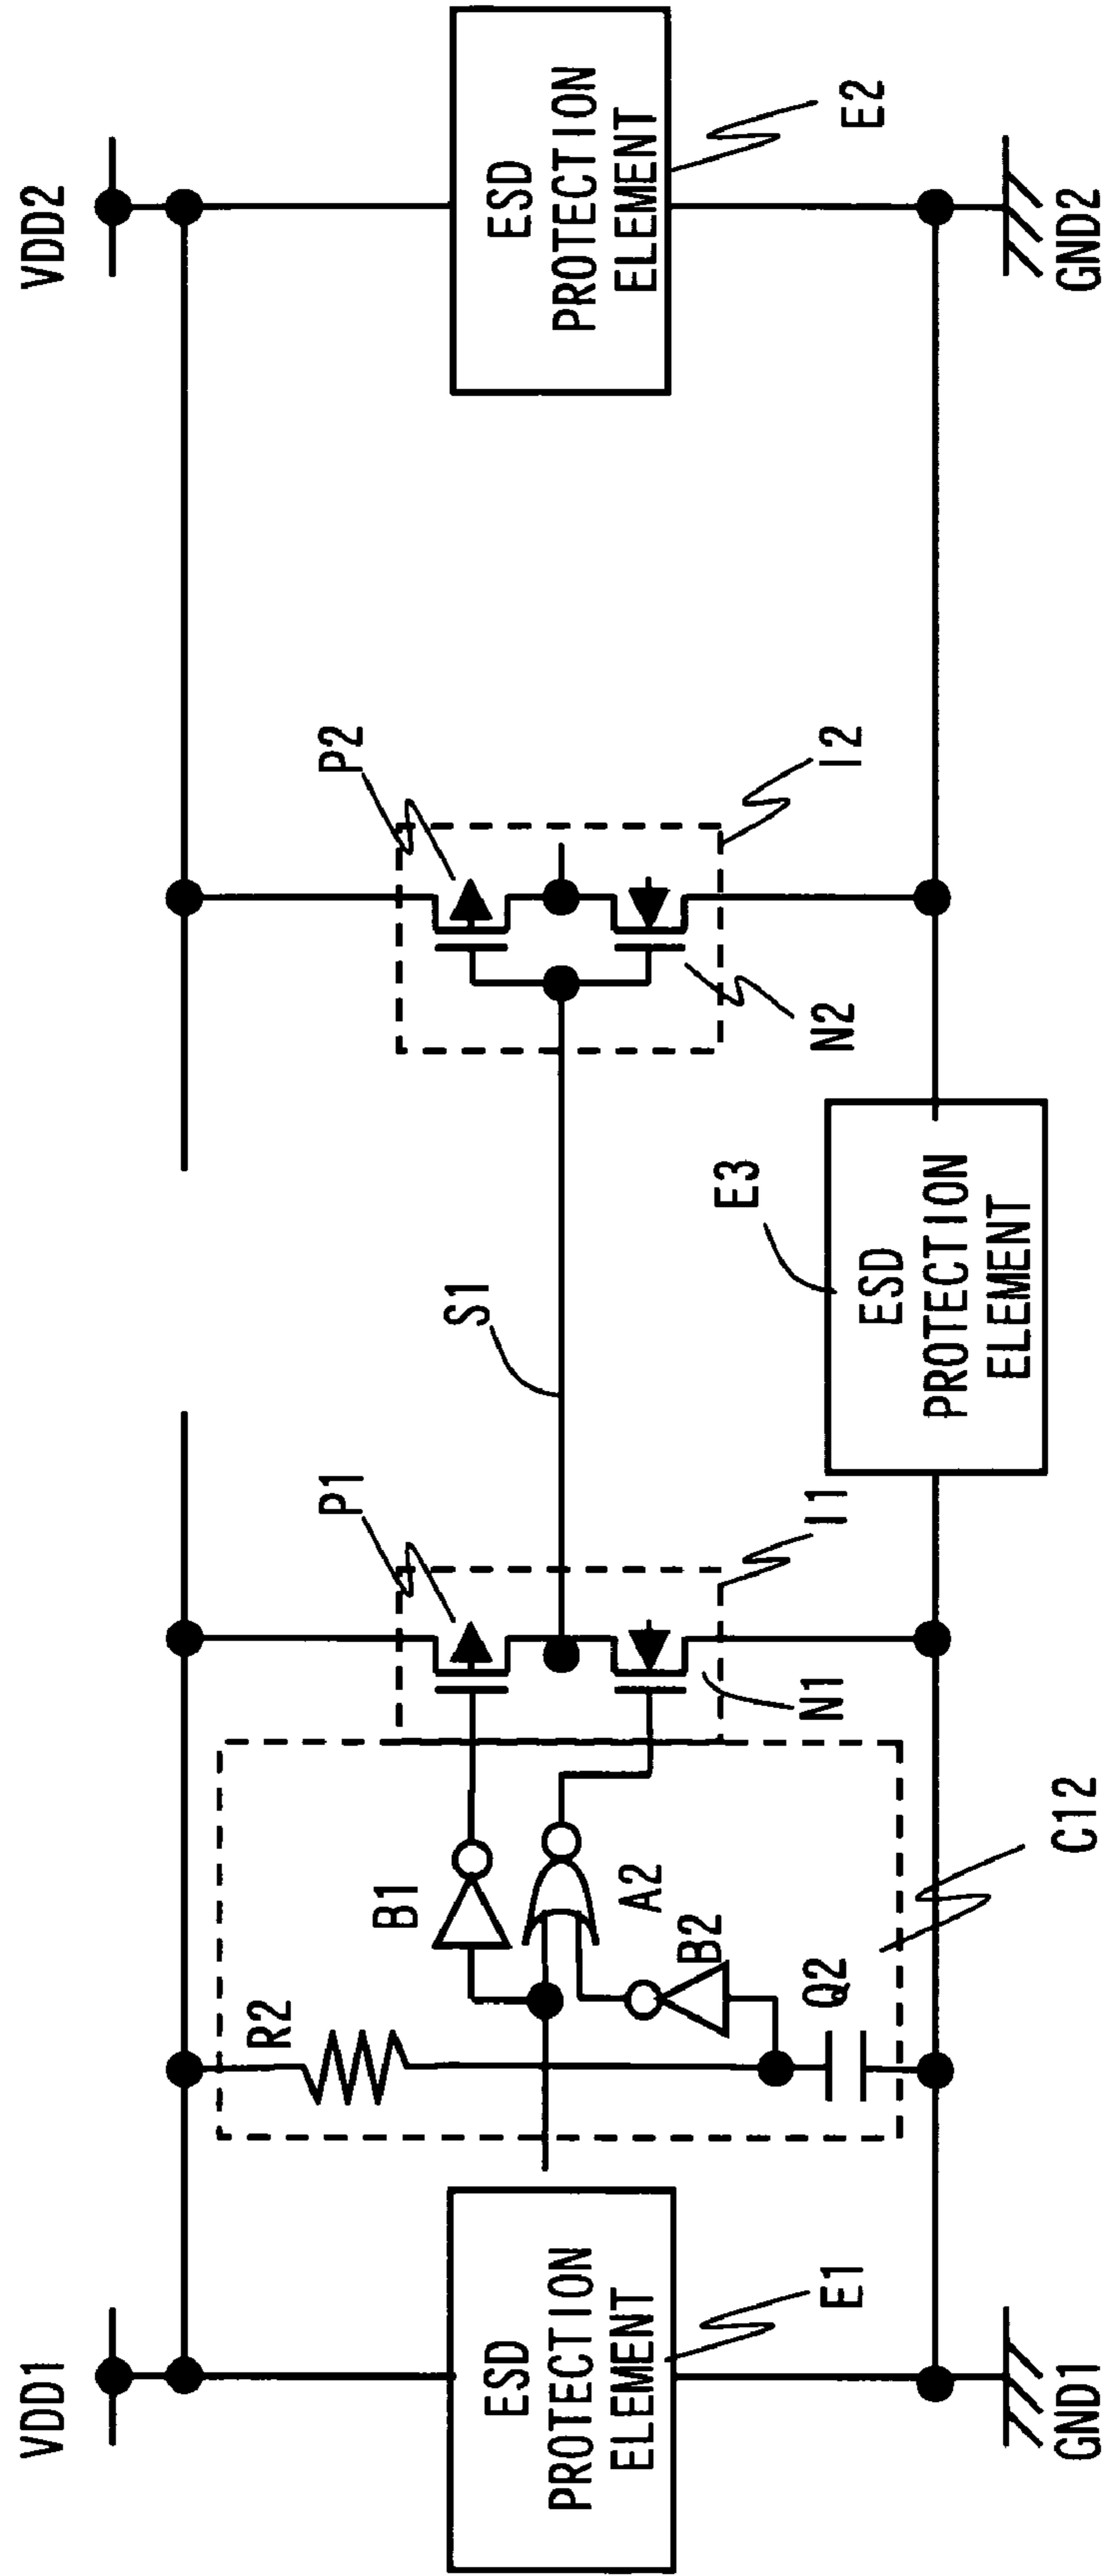 VDD1
VDD2
R2
B1
P1
P2
S1
ESD
PROTECTION
ELEMENT
E1
A2
B2
Q2
N1
I1
E3
N2
I2
ESD
PROTECTION
ELEMENT
E2
C12
ESD
PROTECTION
ELEMENT
GND1
GND2